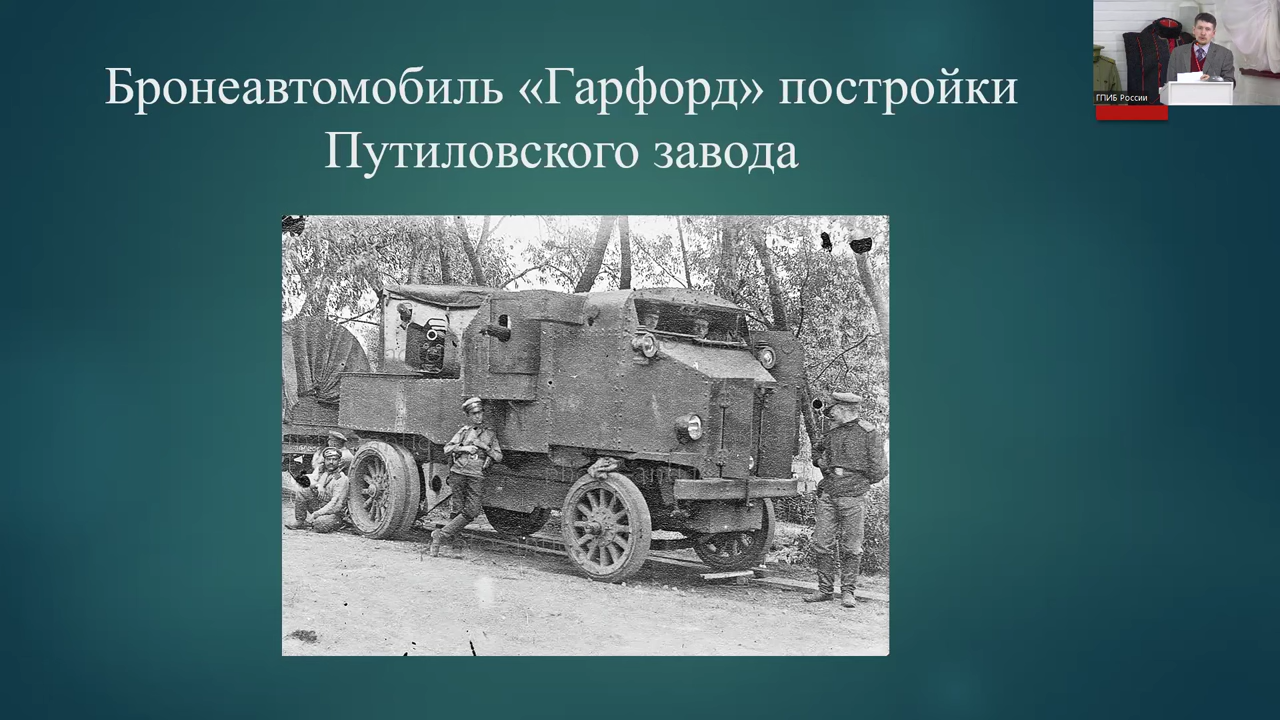 Бронеавтомобиль «Гарфорд» постройки
Путиловского завода
ГПИБ России